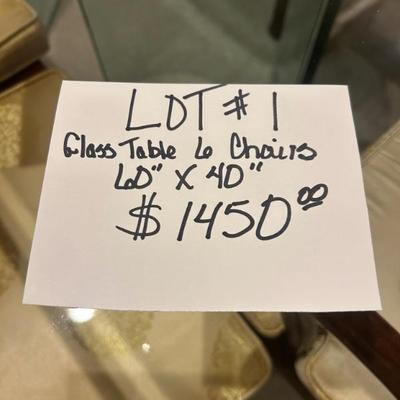 LOT # 1
Glass Table 6 Chairs
60" X 40"
$ 1450.00